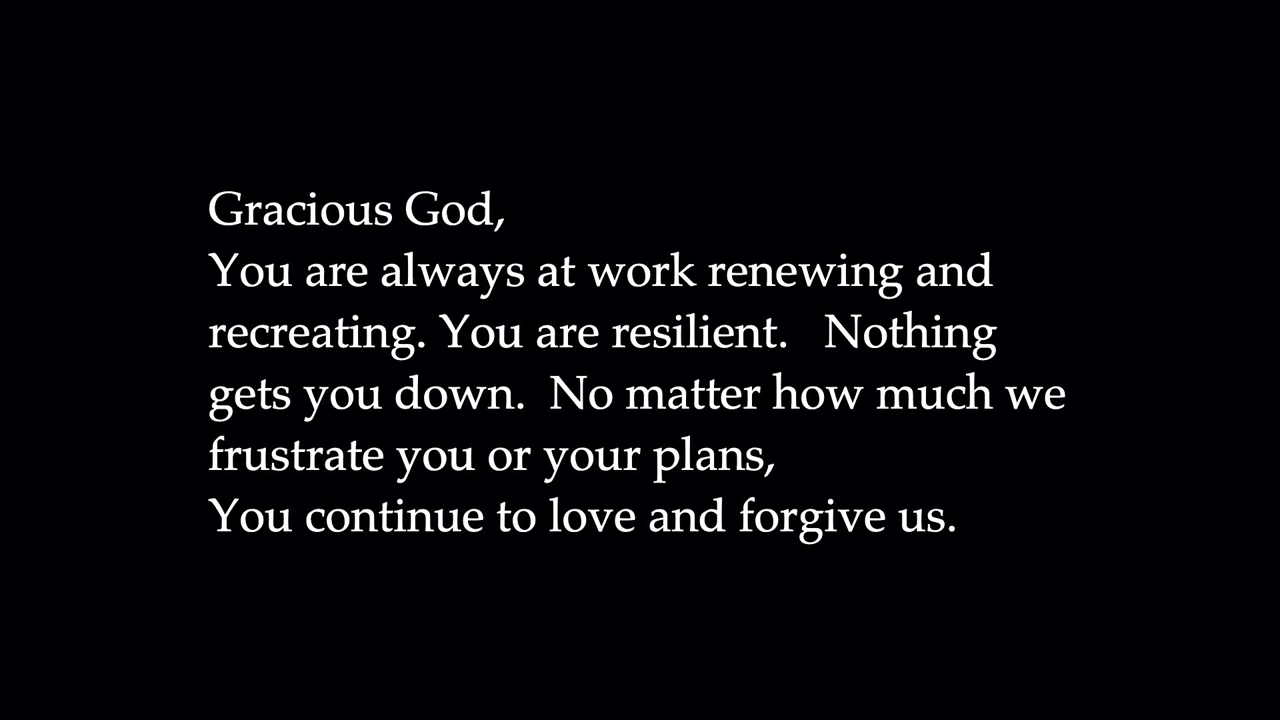 Gracious God,
You are always at work renewing and
recreating. You are resilient.   Nothing
gets you down.  No matter how much we
frustrate you or your plans,
You continue to love and forgive us.